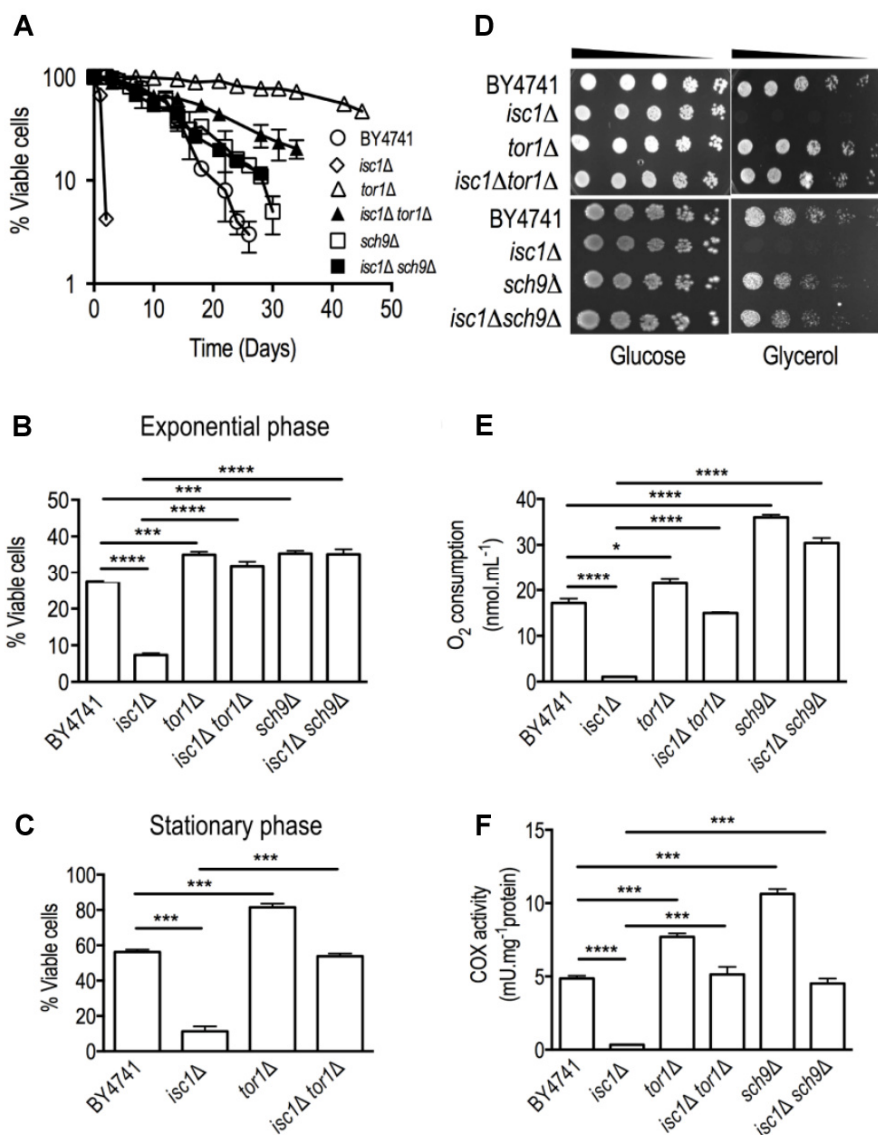 A
% Viable cells
100
10
1
0 10 20 30 40 50
Time (Days)
BY4741
isc1Δ
tor1Δ
isc1Δ tor1Δ
sch9Δ
isc1Δ sch9Δ
D
BY4741
isc1Δ
tor1Δ
isc1Δtor1Δ
BY4741
isc1Δ
sch9Δ
isc1Δsch9Δ
Glucose Glycerol
B
Exponential phase
% Viable cells
50
40
30
20
10
0
****
***
****
***
****
BY4741 isc1Δ tor1Δ isc1Δ tor1Δ sch9Δ isc1Δ sch9Δ
E
O2 consumption
(nmol.mL-1)
40
30
20
10
0
****
****
****
*
****
BY4741 isc1Δ tor1Δ isc1Δ tor1Δ sch9Δ isc1Δ sch9Δ
C
Stationary phase
% Viable cells
100
80
60
40
20
0
***
***
***
BY4741 isc1Δ tor1Δ isc1Δ tor1Δ
F
COX activity
(mU.mg-1protein)
15
10
5
0
***
***
***
***
****
BY4741 isc1Δ tor1Δ isc1Δ tor1Δ sch9Δ isc1Δ sch9Δ